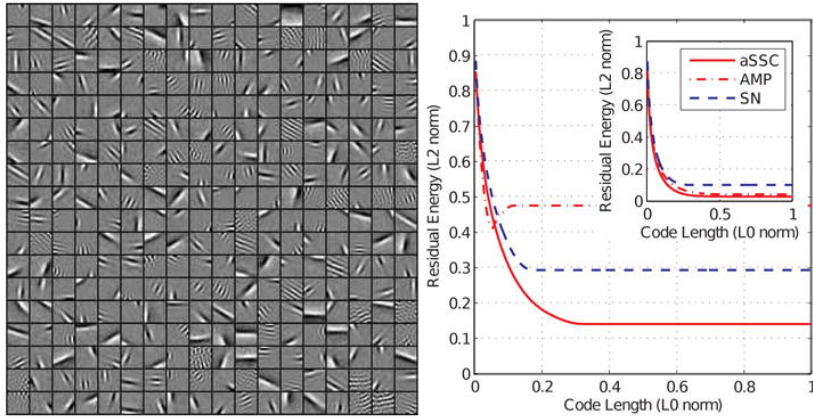 1
0.9
0.8
0.7
0.6
0.5
0.4
0.3
0.2
0.1
0
Residual Energy (L2 norm)
0 0.2 0.4 0.6 0.8 1
Code Length (L0 norm)
1
0.8
0.6
0.4
0.2
0
Residual Energy (L2 norm)
aSSC
AMP
SN
0 1
Code Length (L0 norm)